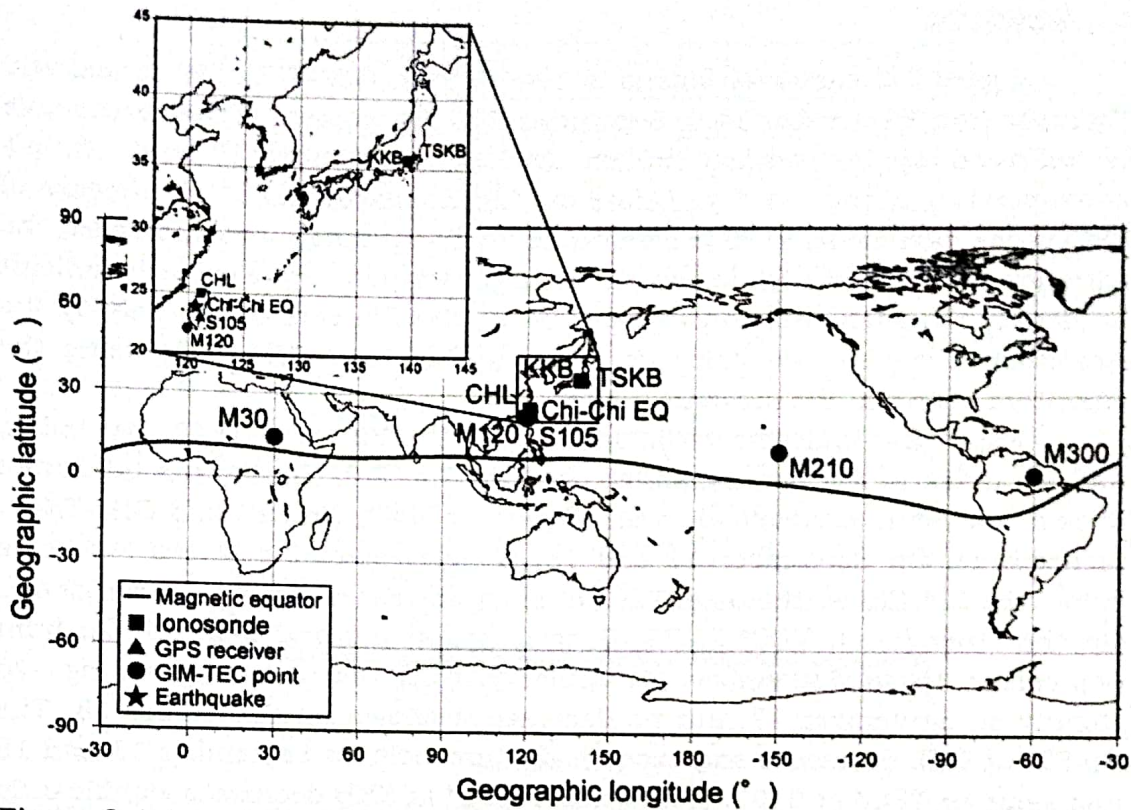 45
40
35
30
25
20
120 125 130 135 140 145
KKB TSKB
CHL
Chi-Chi EQ
S105
M120
90
60
30
0
-30
-60
-90
Geographic latitude (°)
KKB TSKB
CHL Chi-Chi EQ
M120 S105
M30
M210
M300
Magnetic equator
Ionosonde
GPS receiver
GIM-TEC point
Earthquake
-30 0 30 60 90 120 150 180 -150 -120 -90 -60 -30
Geographic longitude (°)